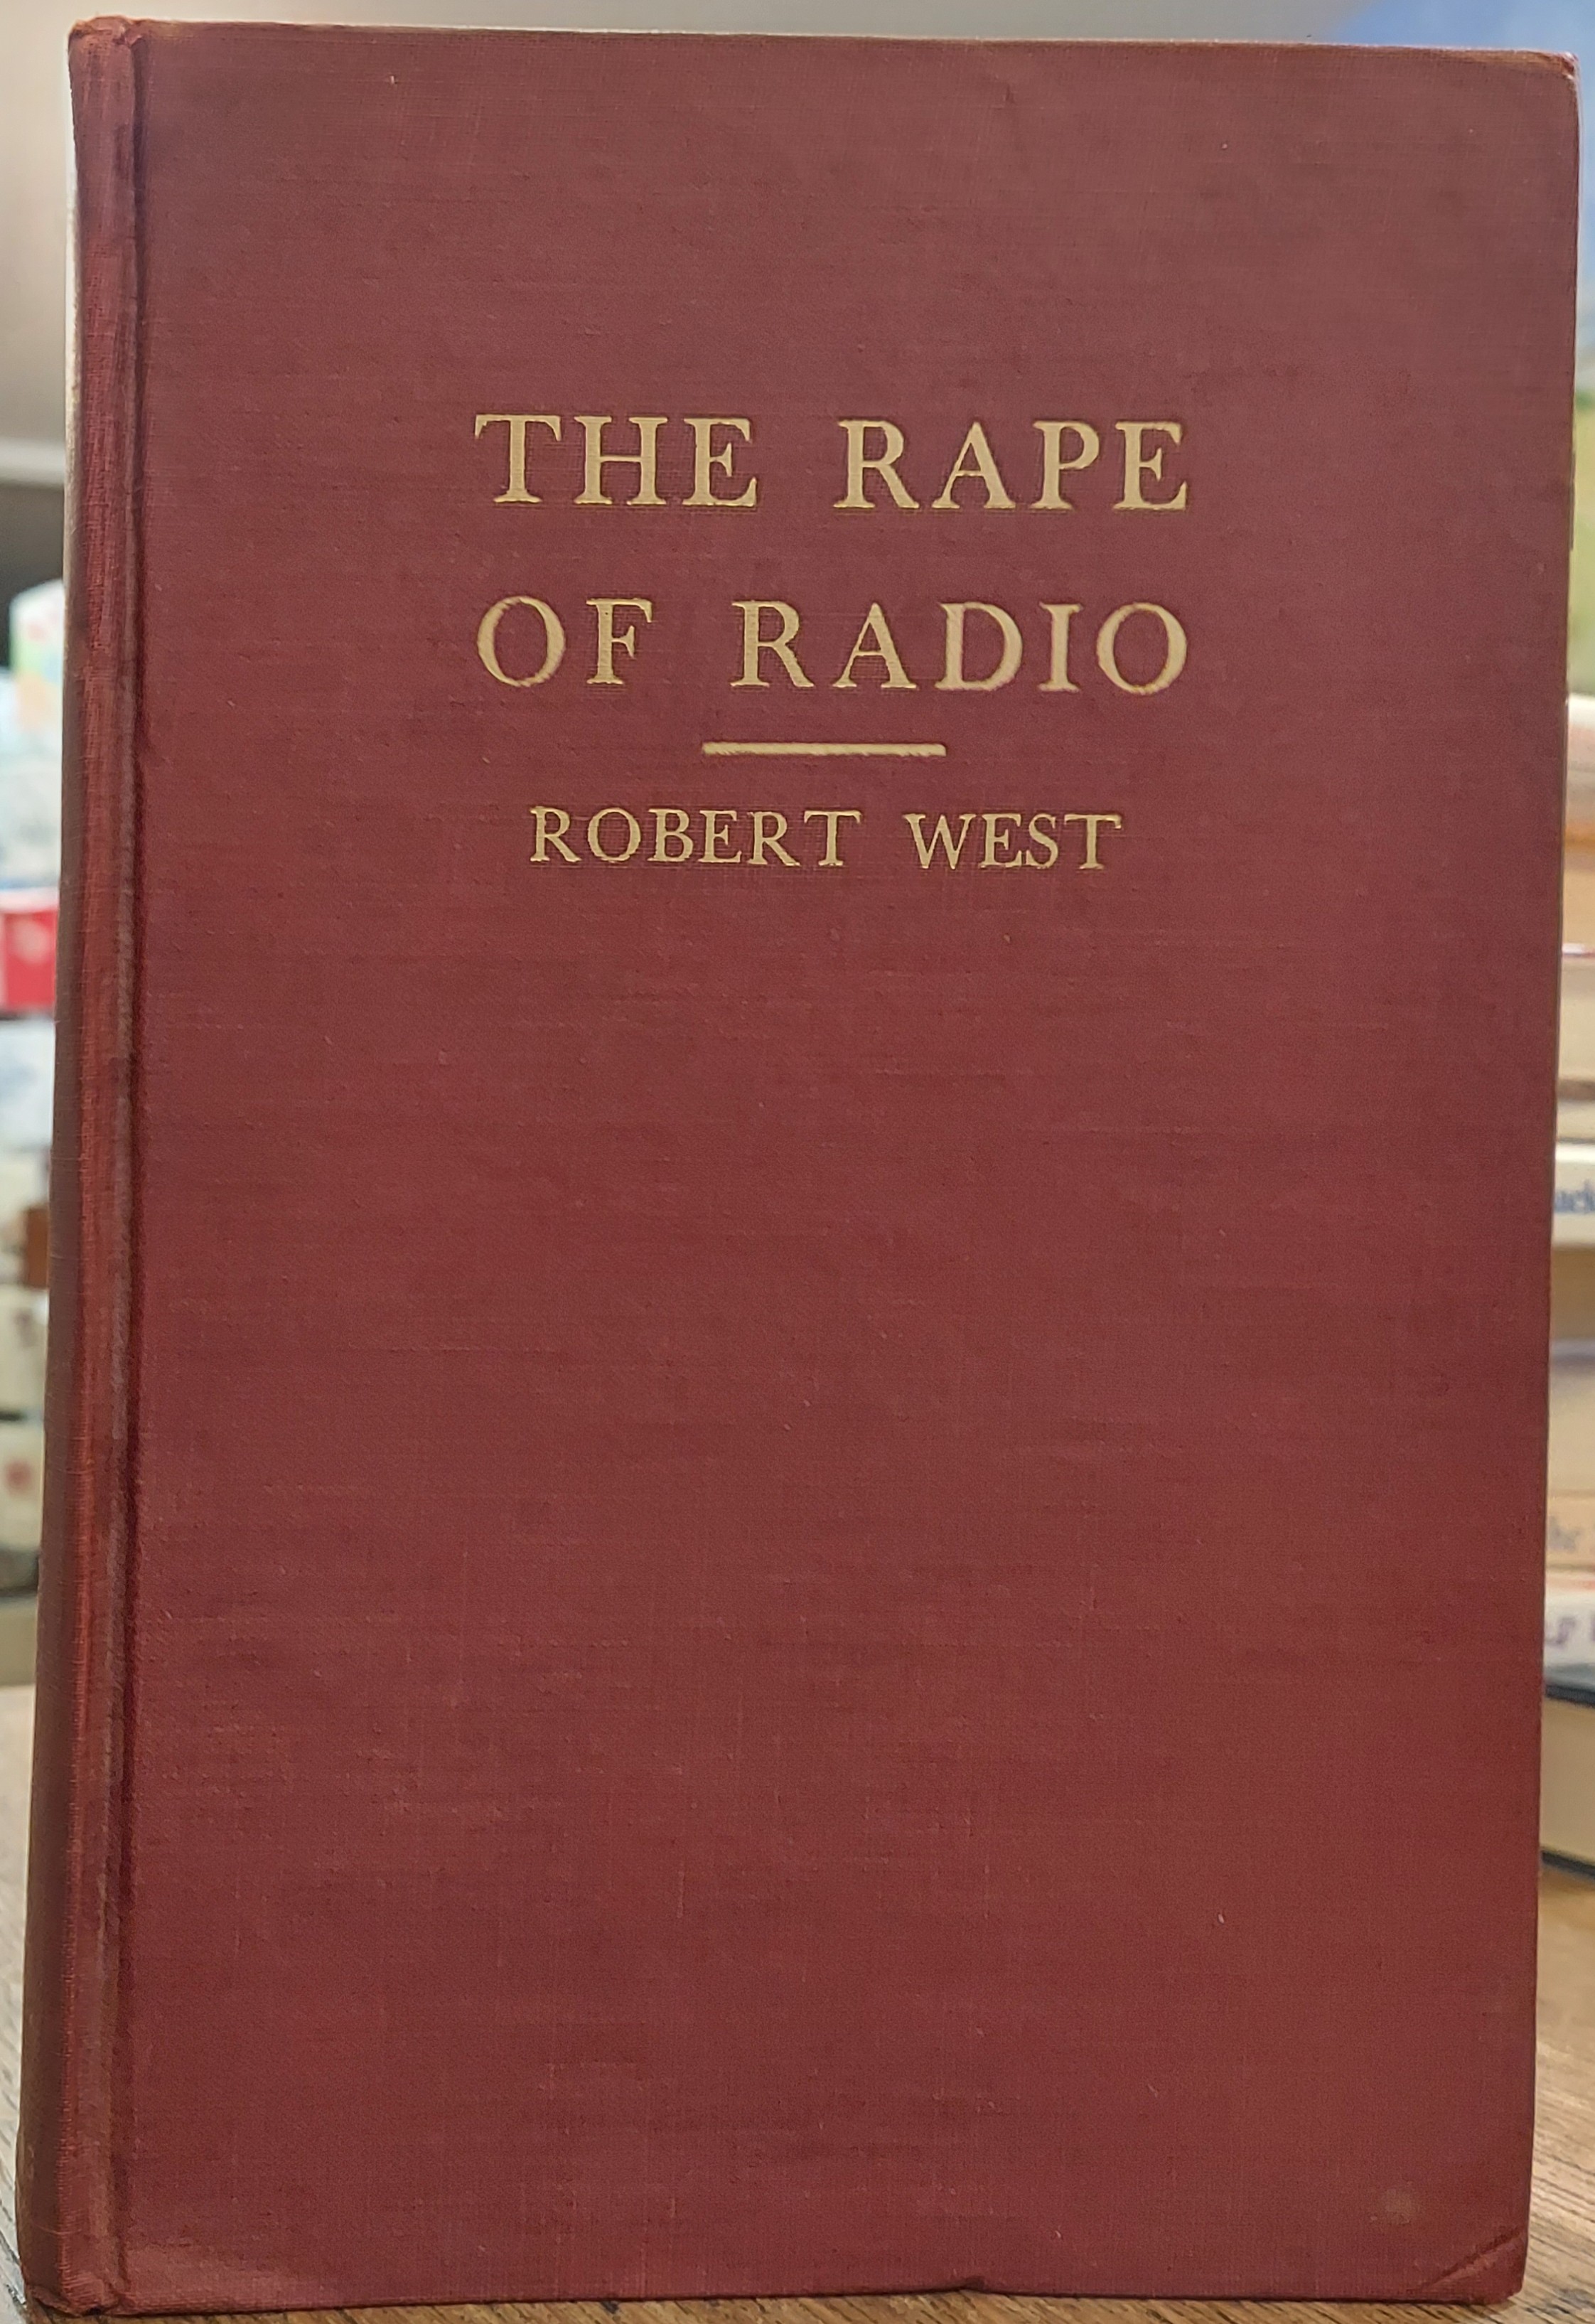 THE RAPE
OF RADIO
ROBERT WEST